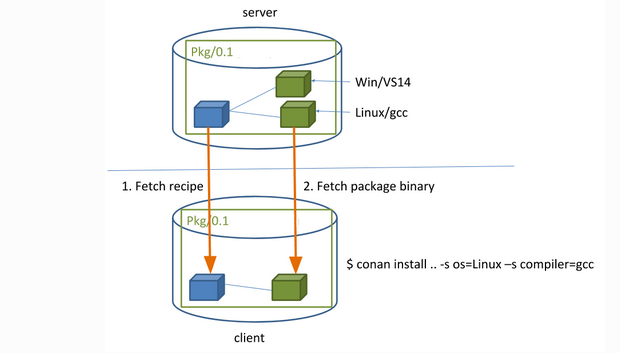 server
Pkg/0.1
Win/VS14
Linux/gcc
1. Fetch recipe
2. Fetch package binary
Pkg/0.1
$ conan install .. -s os=Linux –s compiler=gcc
client